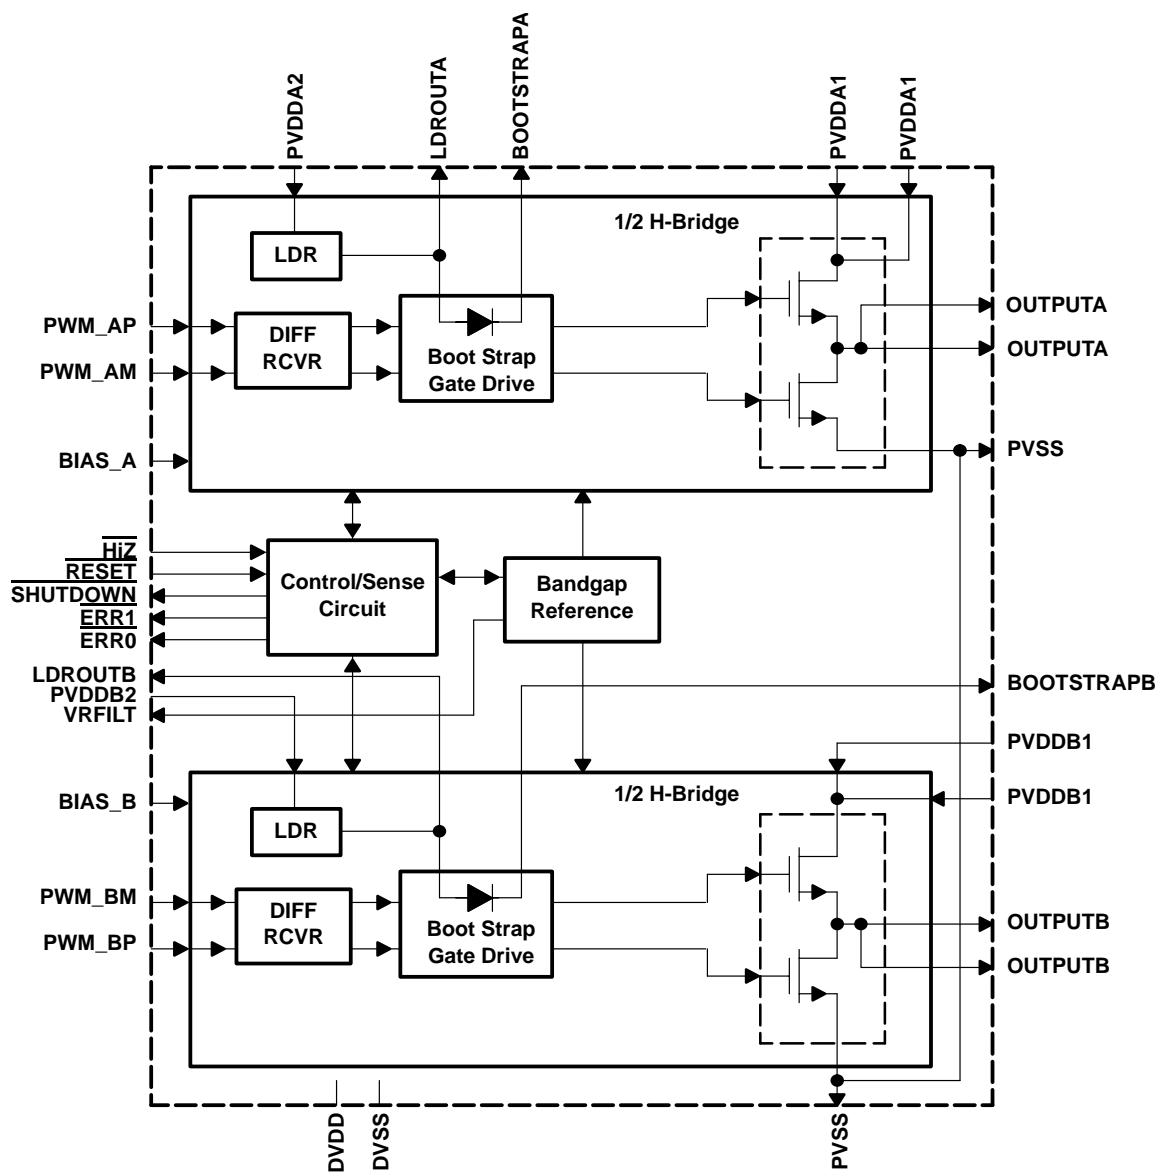 PVDDA2
LDROUTA
BOOTSTRAPA
PVDDA1
PVDDA1
1/2 H-Bridge
LDR
PWM_AP
PWM_AM
DIFF
RCVR
Boot Strap
Gate Drive
OUTPUTA
OUTPUTA
BIAS_A
PVSS
HiZ
RESET
SHUTDOWN
ERR1
ERR0
Control/Sense
Circuit
Bandgap
Reference
LDROUTB
PVDDB2
VRFILT
BOOTSTRAPB
PVDDB1
PVDDB1
BIAS_B
1/2 H-Bridge
LDR
PWM_BM
PWM_BP
DIFF
RCVR
Boot Strap
Gate Drive
OUTPUTB
OUTPUTB
DVDD
DVSS
PVSS